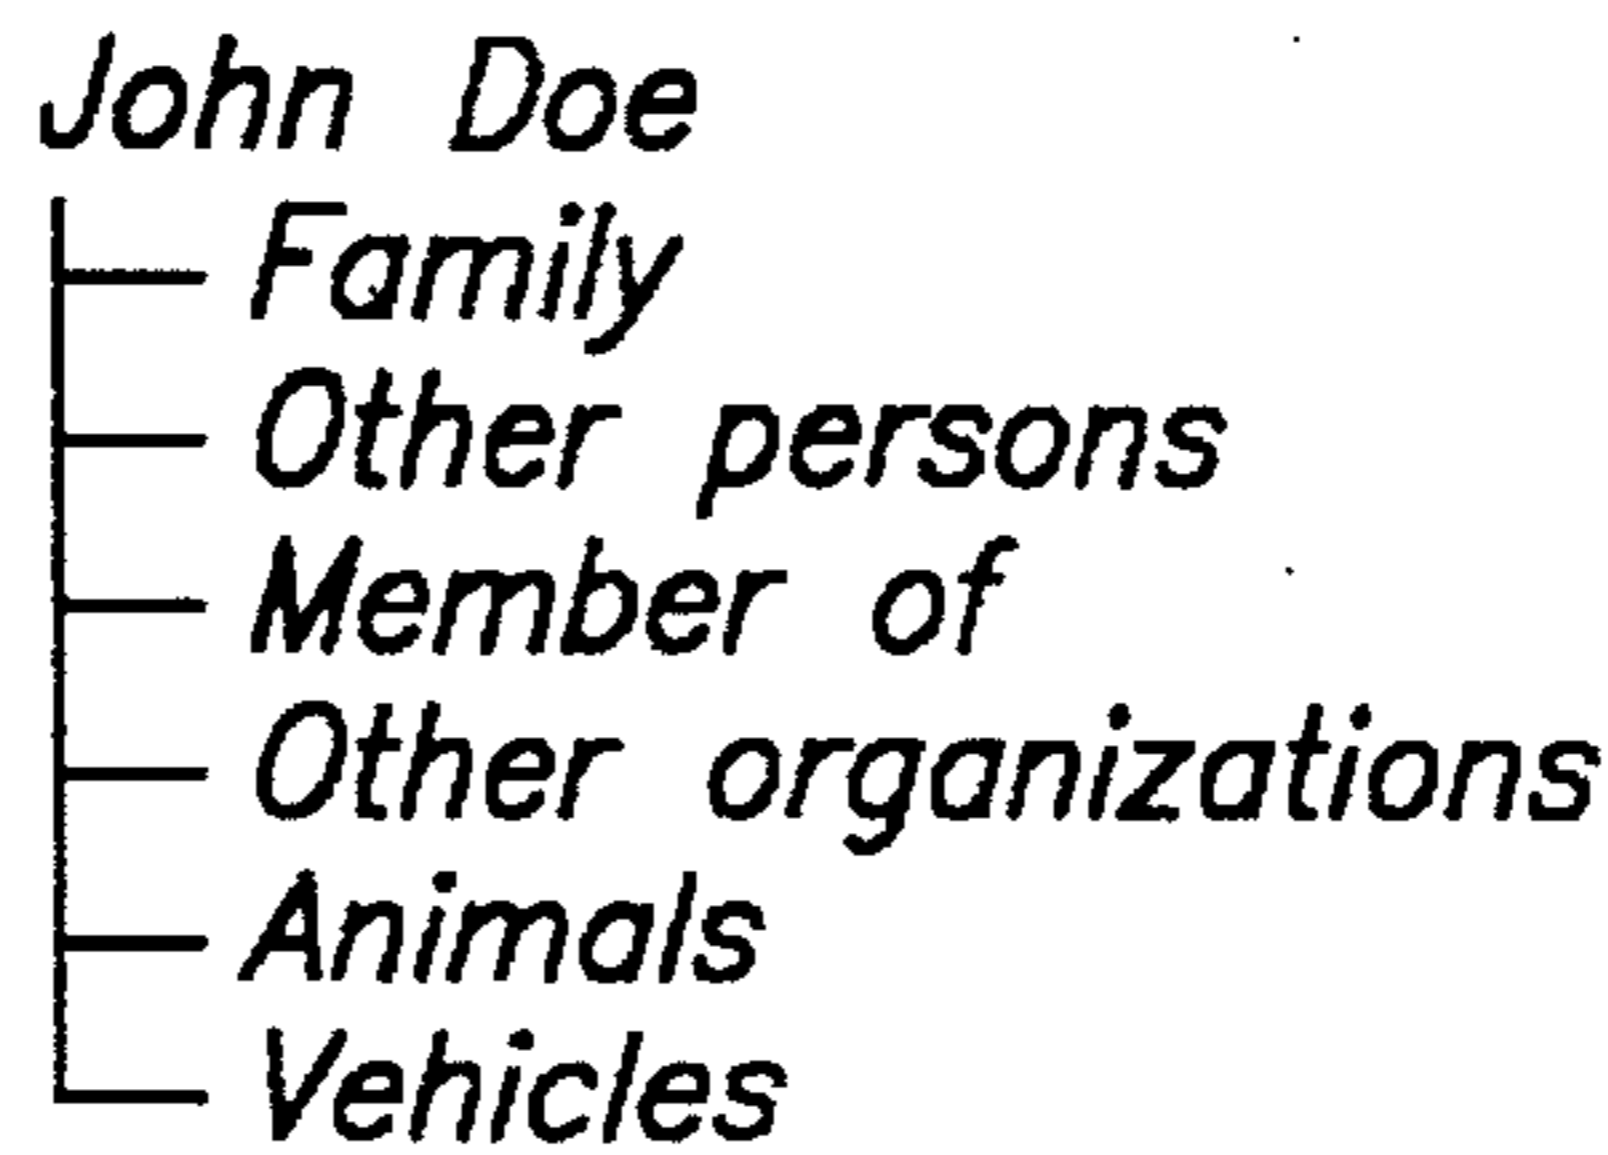 John Doe
Family
Other persons
Member of
Other organizations
Animals
Vehicles